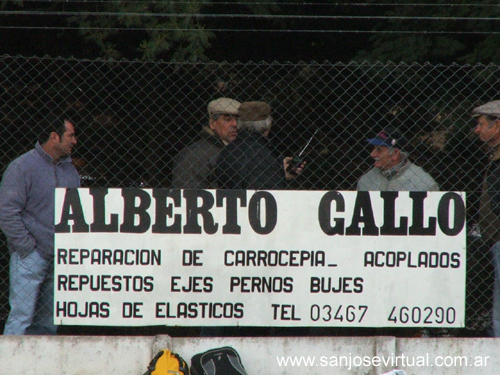 ALBERTO GALLO
REPARACION DE CARROCEPIA_ ACOPLADOS
REPUESTOS EJES PERNOS BUJES
HOJAS DE ELASTICOS TEL 03467 460290
www.sanjosevirtual.com.ar